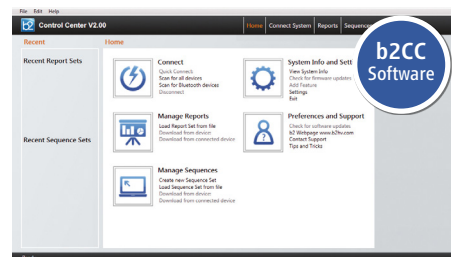 File Edit Help
b2 Control Center V2.00
Home Connect System Reports Sequences
b2CC
Software
Recent
Home
Recent Report Sets
Recent Sequence Sets
Connect
Quick Connect
Scan for all devices
Scan for Bluetooth devices
Disconnect
System Info and Sett
View System Info
Check for firmware updates
Add Feature
Settings
Exit
Manage Reports
Load Report Set from file
Download from device
Download from connected device
Preferences and Support
Check for software updates
b2 Webpage www.b2hv.com
Contact Support
Tips and Tricks
Manage Sequences
Create new Sequence Set
Load Sequence Set from file
Download from device
Download from connected device